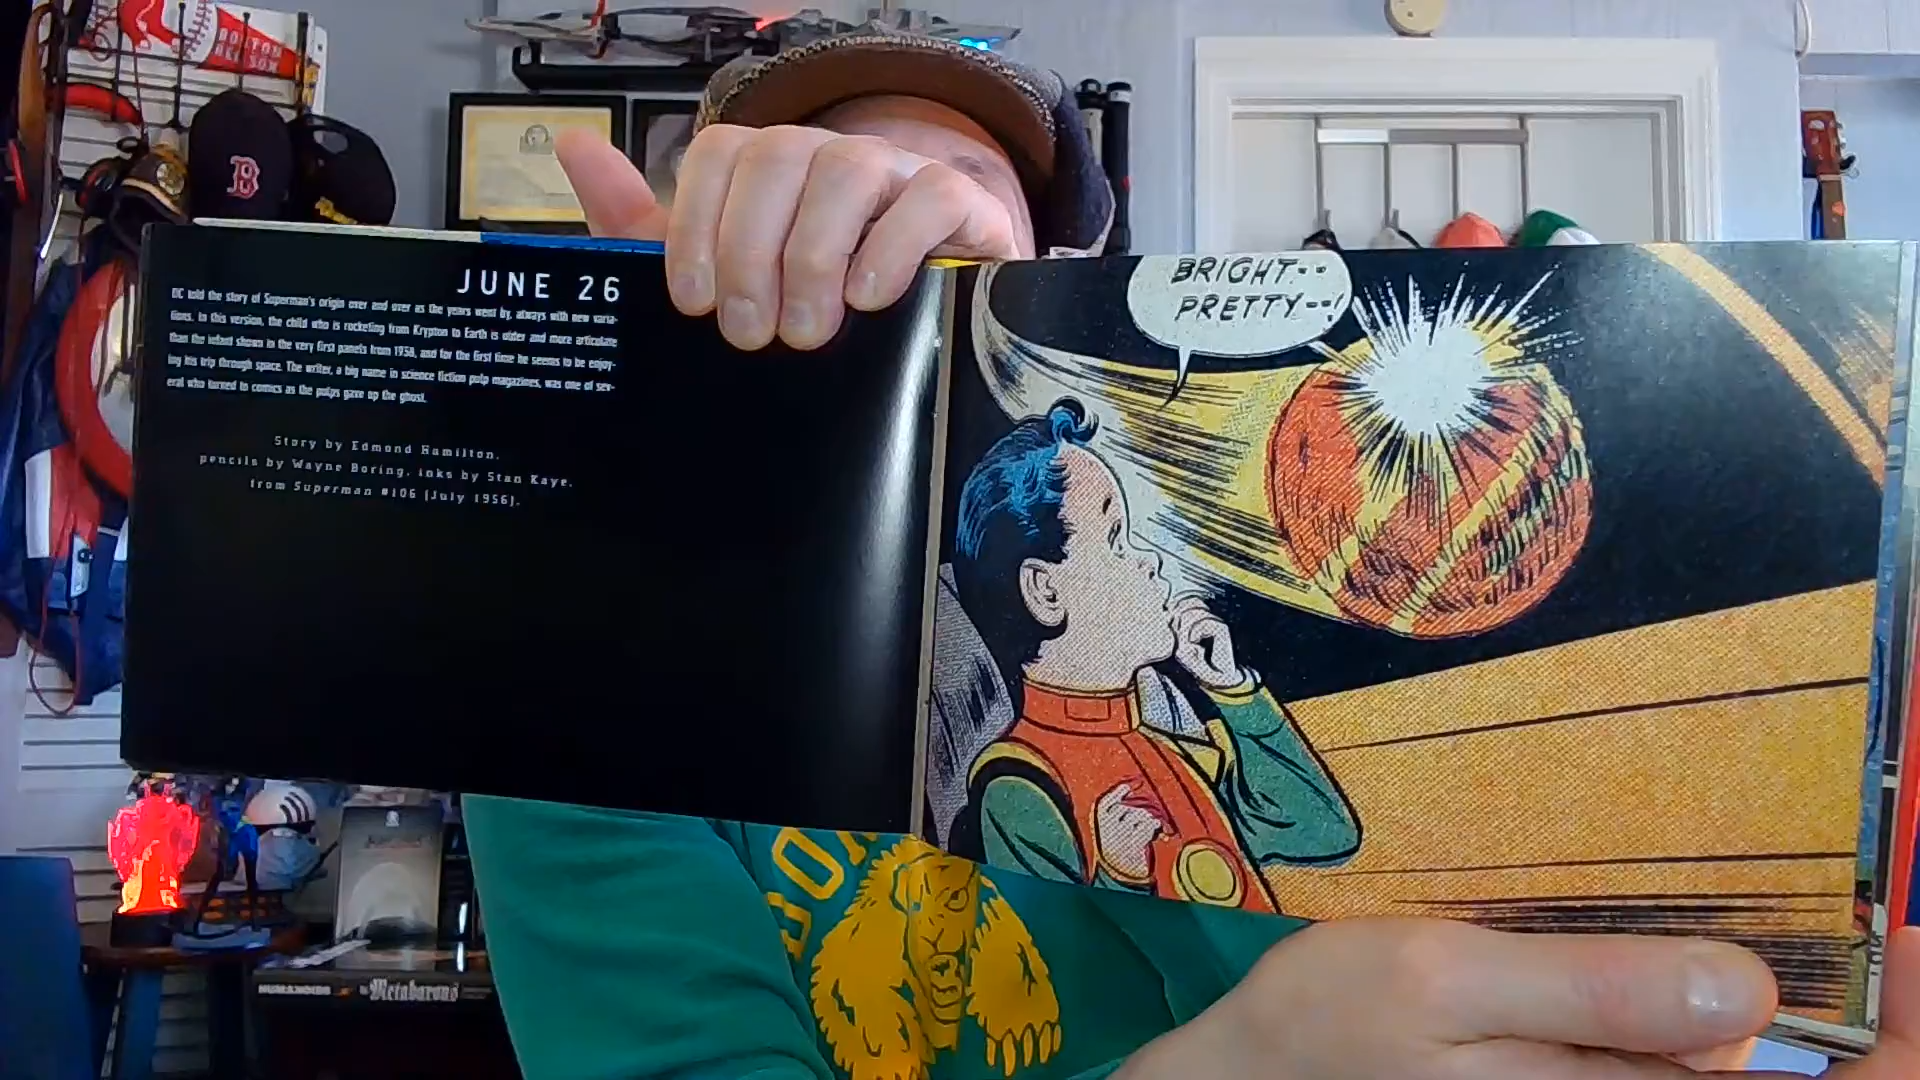 BOSTON
RED SOX
B
JUNE 26
DC told the story of Superman's origin over and over as the years went by, always with new varia-
tions. In this version, the child who is rocketing from Krypton to Earth is older and more articulate
than the infant shown in the very first panels from 1938, and for the first time he seems to be enjoy-
ing his trip through space. The writer, a big name in science fiction pulp magazines, was one of sev-
eral who turned to comics as the pulps gave up the ghost.
Story by Edmond Hamilton,
pencils by Wayne Boring, inks by Stan Kaye,
from Superman #106 (July 1956).
BRIGHT--
PRETTY--!
HUMANOIDS
Metabarons